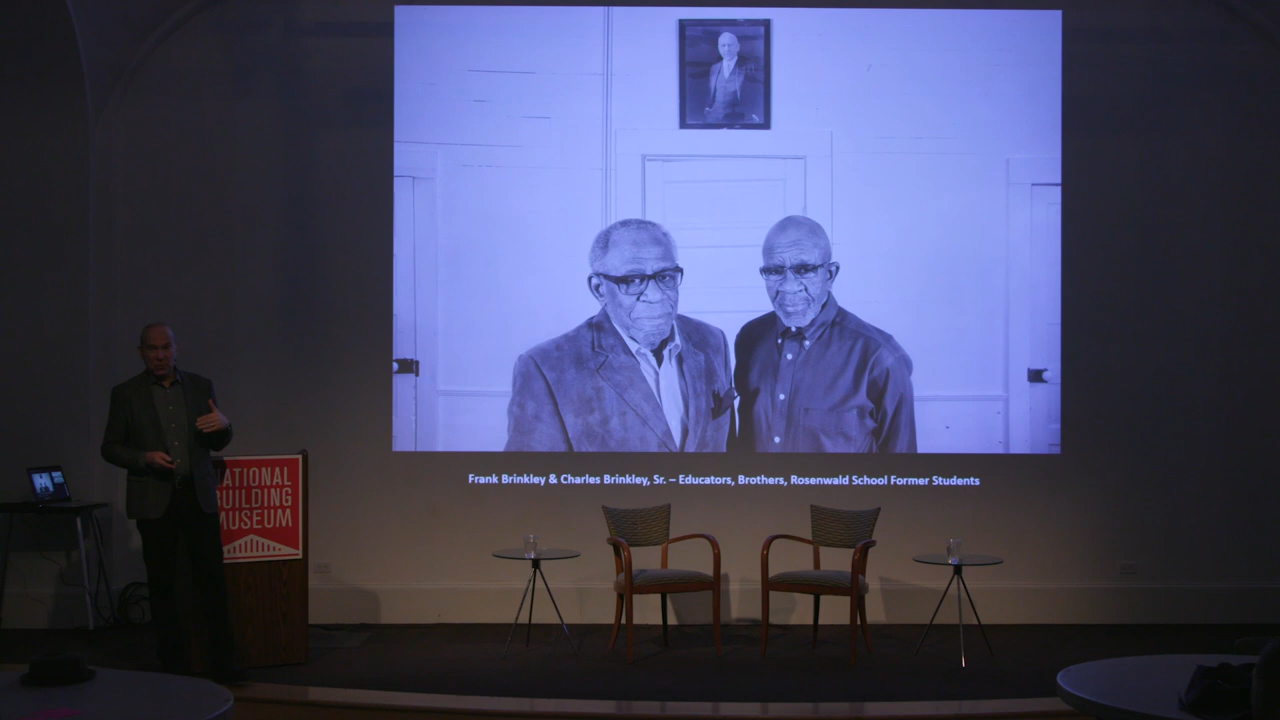 Frank Brinkley & Charles Brinkley, Sr. – Educators, Brothers, Rosenwald School Former Students
NATIONAL
BUILDING
MUSEUM